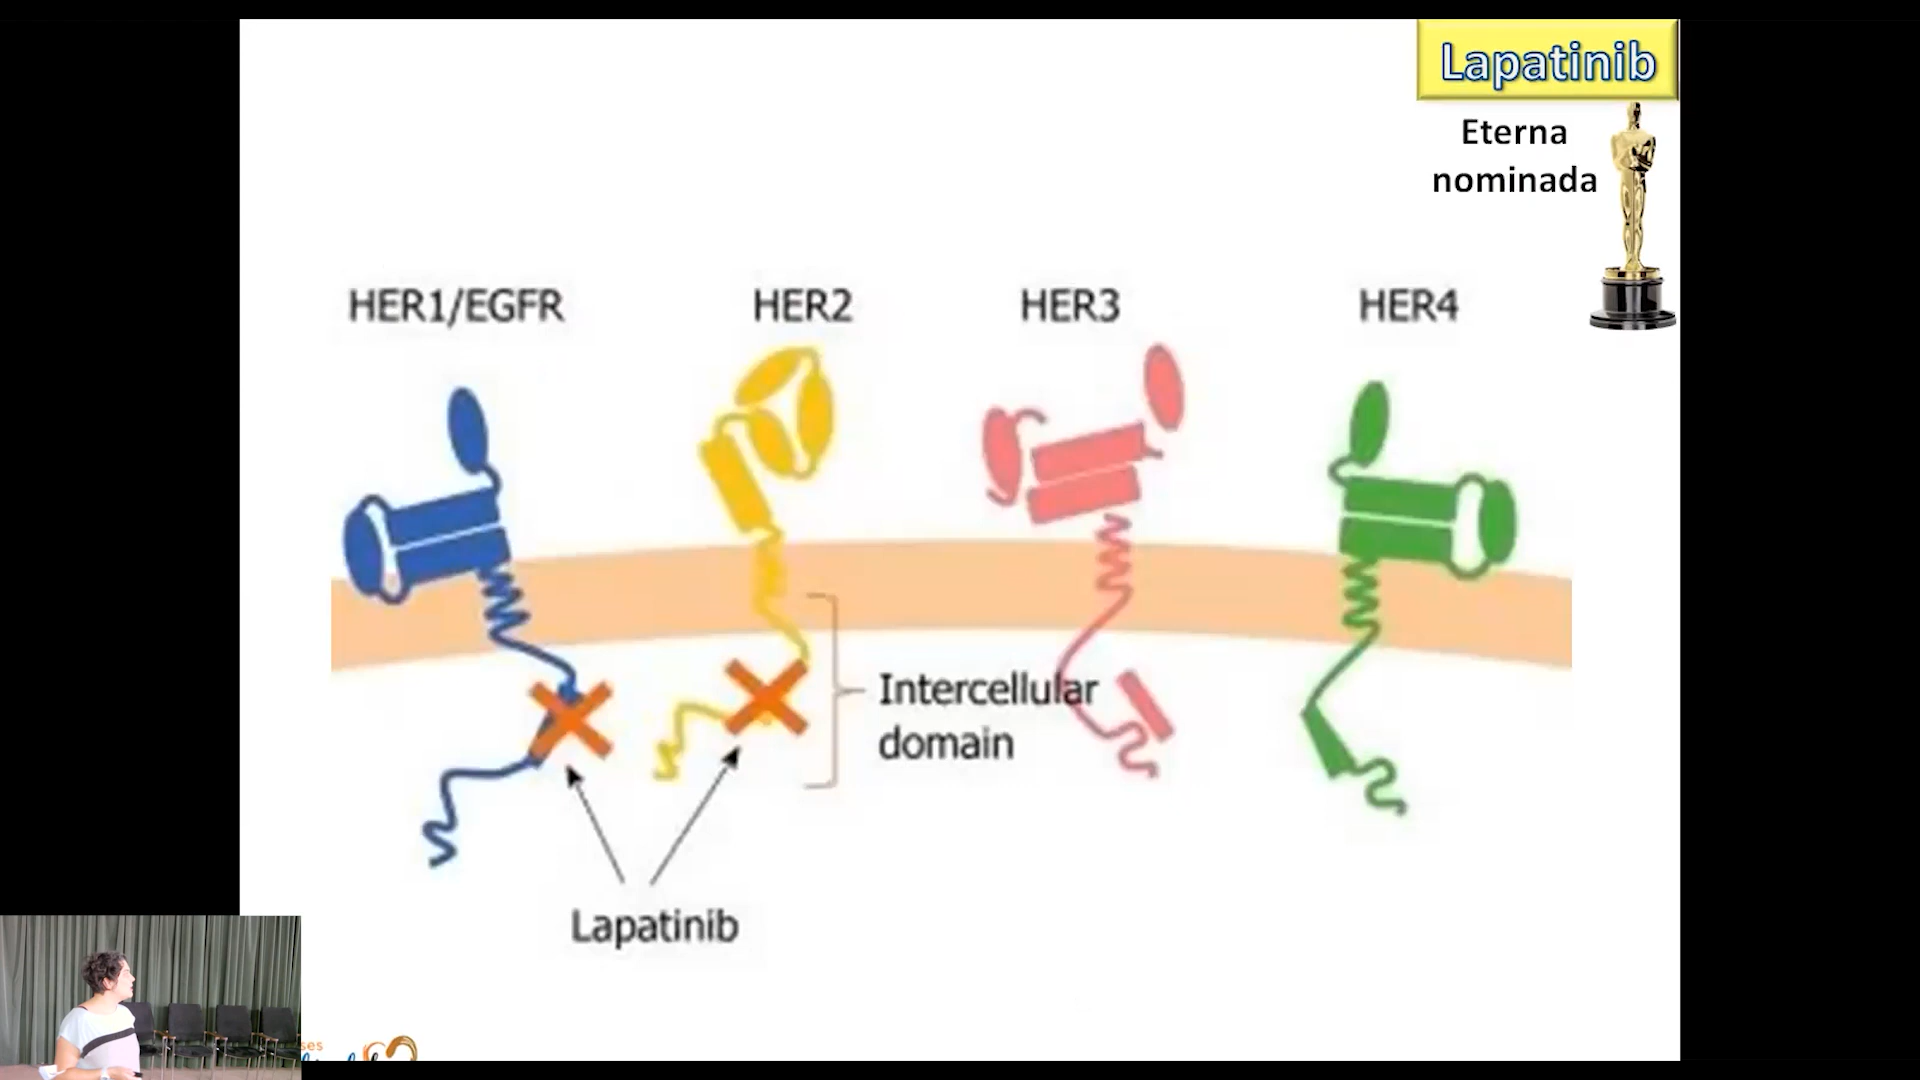 Lapatinib
Eterna
nominada
HER1/EGFR
HER2
HER3
HER4
Intercellular
domain
Lapatinib